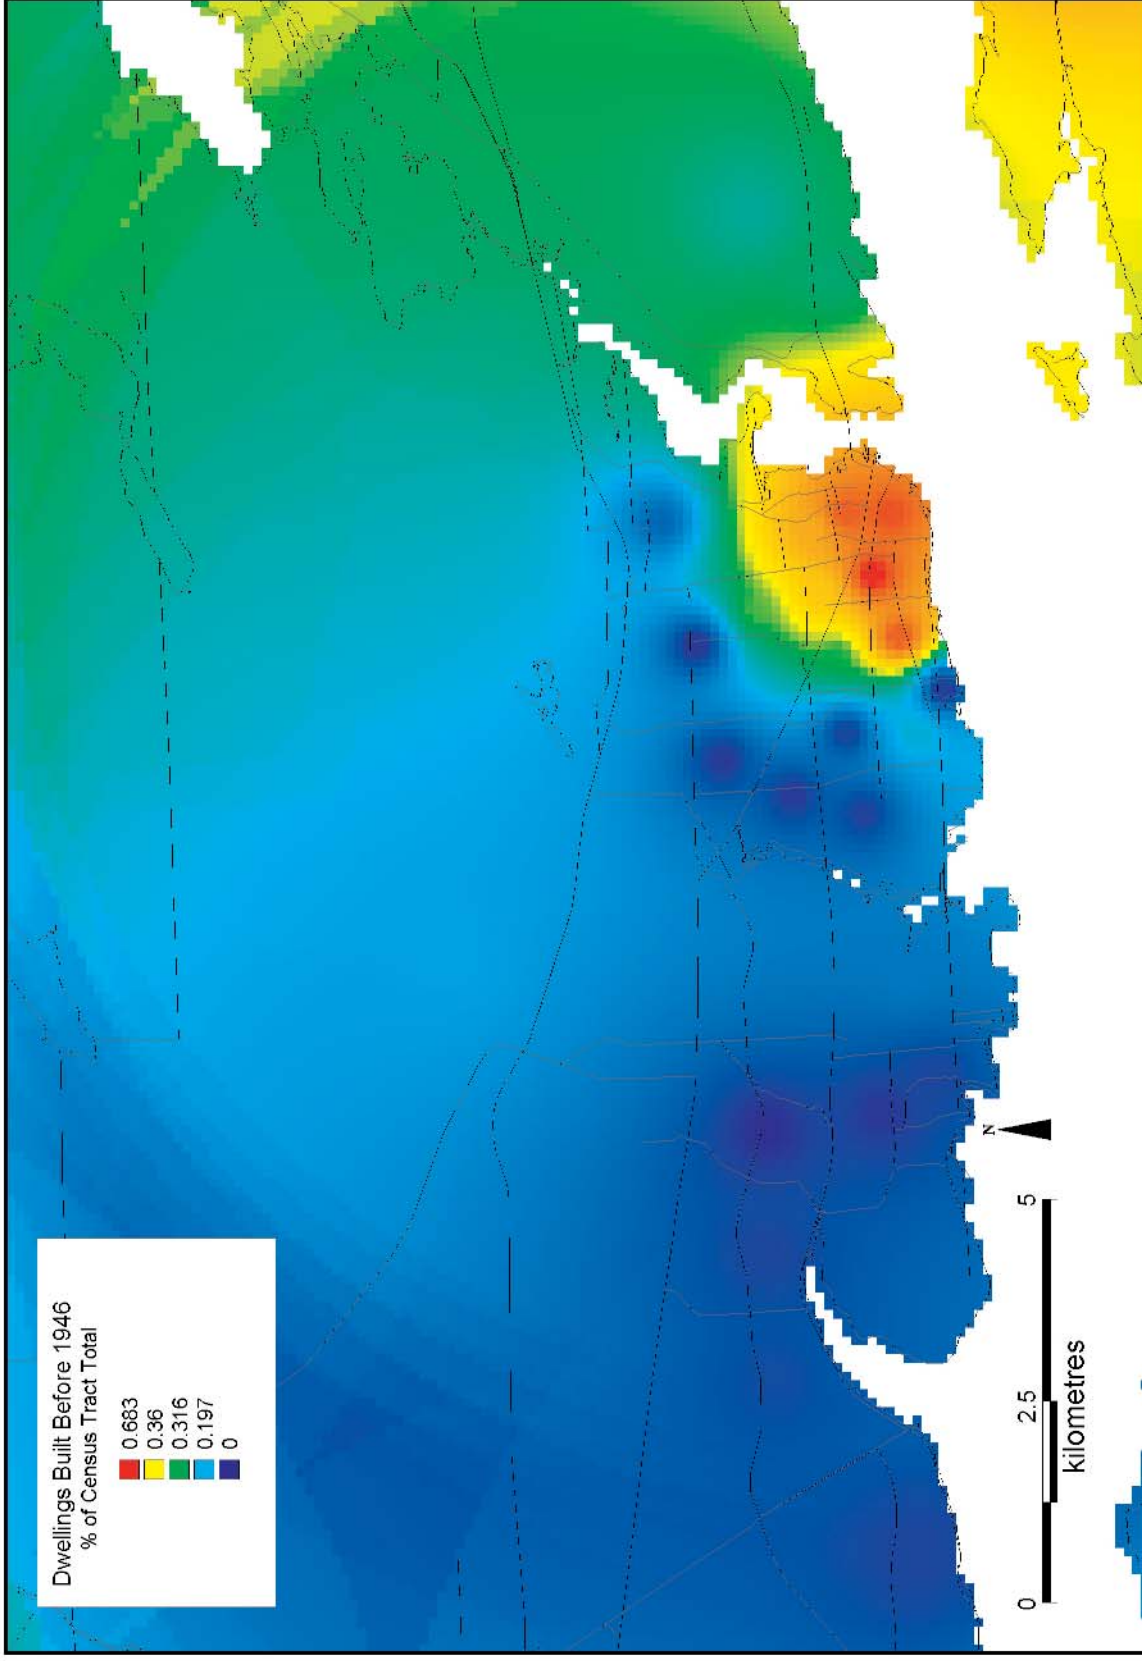 Dwellings Built Before 1946
% of Census Tract Total
0.683
0.36
0.316
0.197
0
N
0 2.5 5
kilometres